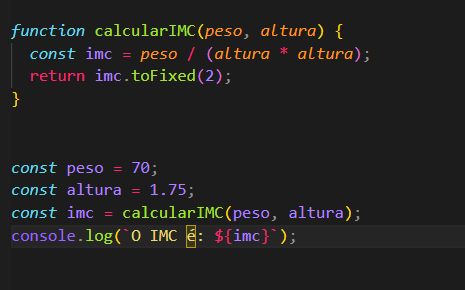 function calcularIMC(peso, altura) {
  const imc = peso / (altura * altura);
  return imc.toFixed(2);
}
const peso = 70;
const altura = 1.75;
const imc = calcularIMC(peso, altura);
console.log(`O IMC é: ${imc}`);